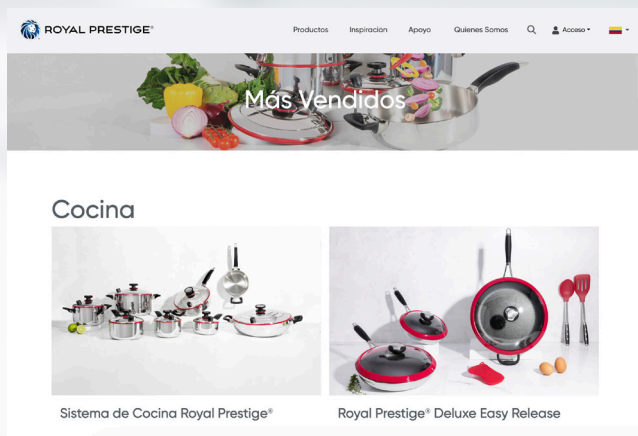 ROYAL PRESTIGE®
Productos Inspiración Apoyo Quienes Somos Acceso
Más Vendidos
Cocina
Sistema de Cocina Royal Prestige® Royal Prestige® Deluxe Easy Release